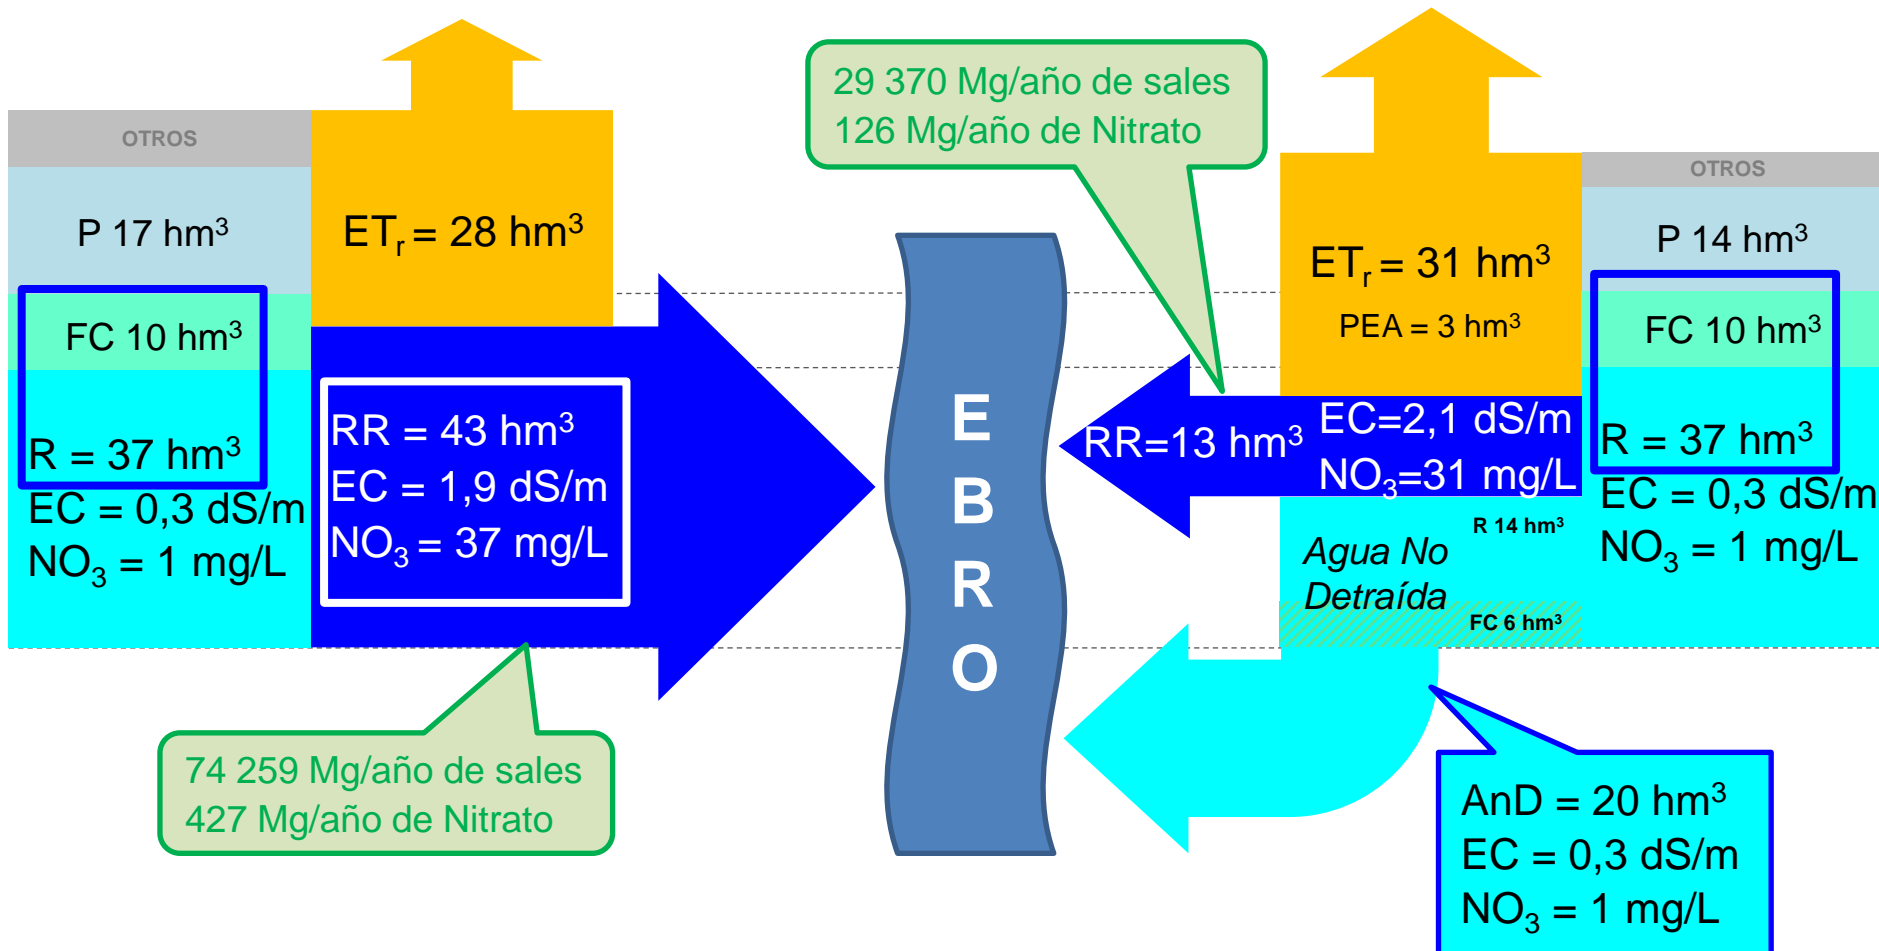 OTROS
P 17 hm³
FC 10 hm³
R = 37 hm³
EC = 0,3 dS/m
NO₃ = 1 mg/L
ETᵣ = 28 hm³
RR = 43 hm³
EC = 1,9 dS/m
NO₃ = 37 mg/L
74 259 Mg/año de sales
427 Mg/año de Nitrato
E
B
R
O
29 370 Mg/año de sales
126 Mg/año de Nitrato
ETᵣ = 31 hm³
PEA = 3 hm³
RR=13 hm³
EC=2,1 dS/m
NO₃=31 mg/L
R 14 hm³
Agua No
Detraída
FC 6 hm³
OTROS
P 14 hm³
FC 10 hm³
R = 37 hm³
EC = 0,3 dS/m
NO₃ = 1 mg/L
AnD = 20 hm³
EC = 0,3 dS/m
NO₃ = 1 mg/L